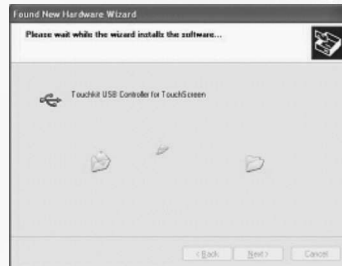 Found New Hardware Wizard
Please wait while the wizard installs the software...
Touchkit USB Controller for TouchScreen
< Back
Next >
Cancel